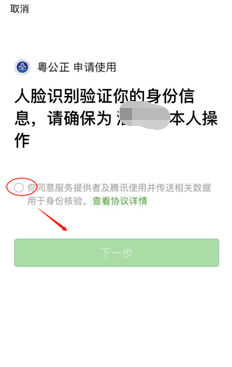 取消
粤公正 申请使用
人脸识别验证你的身份信
息，请确保为 本人操
作
你同意服务提供者及腾讯使用并传送相关数据
用于身份核验。查看协议详情
下一步